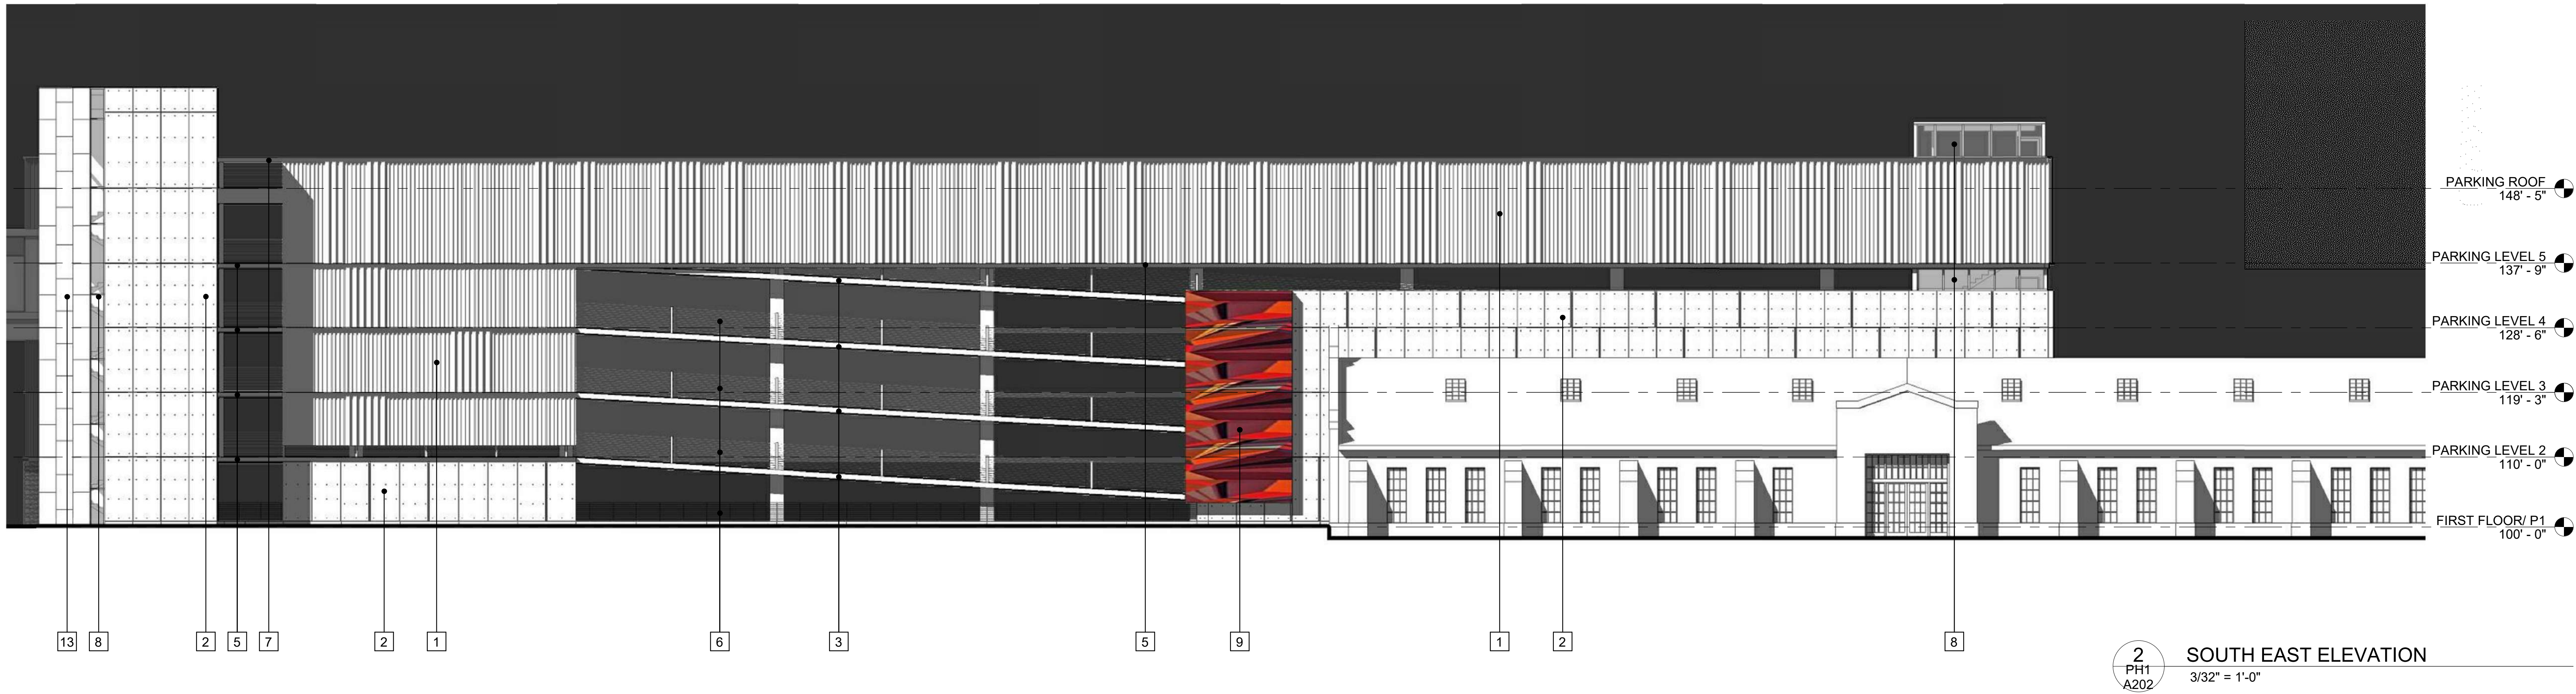 PARKING ROOF
148' - 5"
PARKING LEVEL 5
137' - 9"
PARKING LEVEL 4
128' - 6"
PARKING LEVEL 3
119' - 3"
PARKING LEVEL 2
110' - 0"
FIRST FLOOR/ P1
100' - 0"
13 8 2 5 7 2 1 6 3 5 9 1 2 8
2
PH1
A202
SOUTH EAST ELEVATION
3/32" = 1'-0"